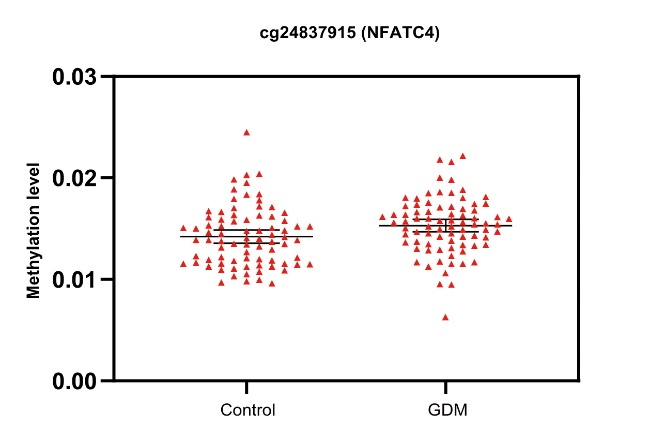 cg24837915 (NFATC4)
0.03
0.02
0.01
0.00
Methylation level
Control
GDM